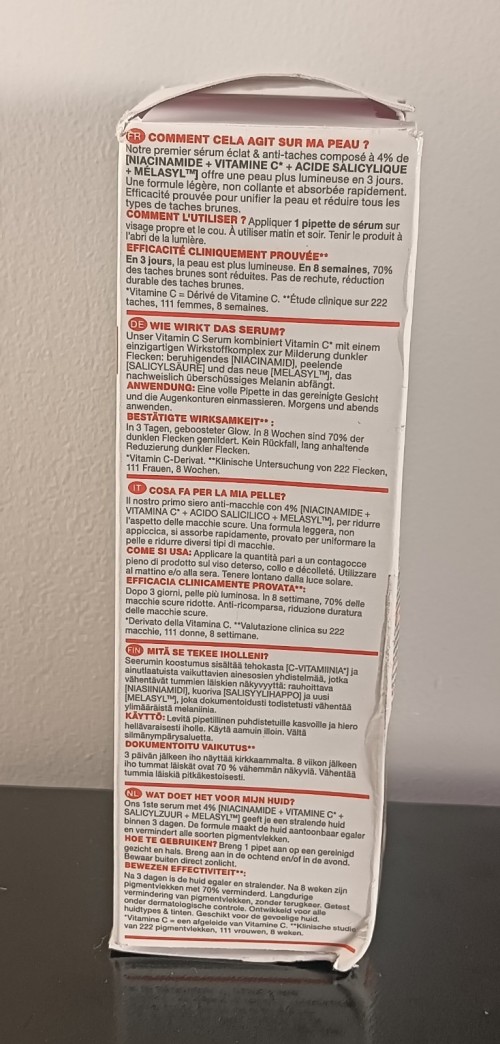 FR COMMENT CELA AGIT SUR MA PEAU ?
Notre premier sérum éclat & anti-taches composé à 4% de
[NIACINAMIDE + VITAMINE C* + ACIDE SALICYLIQUE
+ MÉLASYL™] offre une peau plus lumineuse en 3 jours.
Une formule légère, non collante et absorbée rapidement.
Efficacité prouvée pour unifier la peau et réduire tous les
types de taches brunes.
COMMENT L'UTILISER ? Appliquer 1 pipette de sérum sur
visage propre et le cou. À utiliser matin et soir. Tenir le produit à
l'abri de la lumière.
EFFICACITÉ CLINIQUEMENT PROUVÉE**
En 3 jours, la peau est plus lumineuse. En 8 semaines, 70%
des taches brunes sont réduites. Pas de rechute, réduction
durable des taches brunes.
*Vitamine C = Dérivé de Vitamine C. **Étude clinique sur 222
taches, 111 femmes, 8 semaines.
DE WIE WIRKT DAS SERUM?
Unser Vitamin C Serum kombiniert Vitamin C* mit einem
einzigartigen Wirkstoffkomplex zur Milderung dunkler
Flecken: beruhigendes [NIACINAMID], peelende
[SALICYLSÄURE] und das neue [MELASYL™], das
nachweislich überschüssiges Melanin abfängt.
ANWENDUNG: Eine volle Pipette in das gereinigte Gesicht
und die Augenkonturen einmassieren. Morgens und abends
anwenden.
BESTÄTIGTE WIRKSAMKEIT** :
In 3 Tagen, geboosteter Glow. In 8 Wochen sind 70% der
dunklen Flecken gemildert. Kein Rückfall, lang anhaltende
Reduzierung dunkler Flecken.
*Vitamin C-Derivat. **Klinische Untersuchung von 222 Flecken,
111 Frauen, 8 Wochen.
IT COSA FA PER LA MIA PELLE?
Il nostro primo siero anti-macchie con 4% [NIACINAMIDE +
VITAMINA C* + ACIDO SALICILICO + MELASYL™], per ridurre
l'aspetto delle macchie scure. Una formula leggera, non
appiccica, si assorbe rapidamente, provato per uniformare la
pelle e ridurre diversi tipi di macchie.
COME SI USA: Applicare la quantità pari a un contagocce
pieno di prodotto sul viso deterso, collo e décolleté. Utilizzare
al mattino e/o alla sera. Tenere lontano dalla luce solare.
EFFICACIA CLINICAMENTE PROVATA**:
Dopo 3 giorni, pelle più luminosa. In 8 settimane, 70% delle
macchie scure ridotte. Anti-ricomparsa, riduzione duratura
delle macchie scure.
*Derivato della Vitamina C. **Valutazione clinica su 222
macchie, 111 donne, 8 settimane.
FIN MITÄ SE TEKEE IHOLLENI?
Seerumin koostumus sisältää tehokasta [C-VITAMIINIA*] ja
ainutlaatuista vaikuttavien ainesosien yhdistelmää, jotka
vähentävät tummien läiskien näkyvyyttä: rauhoittava
[NIASIINIAMIDI], kuoriva [SALISYYLIHAPPO] ja uusi
[MELASYL™], joka dokumentoidusti todistetusti vähentää
ylimääräistä melaniinia.
KÄYTTÖ: Levitä pipetillinen puhdistetuille kasvoille ja hiero
hellävaraisesti iholle. Käytä aamuin illoin. Vältä
silmänympärysaluetta.
DOKUMENTOITU VAIKUTUS**
3 päivän jälkeen iho näyttää kirkkaammalta. 8 viikon jälkeen
iho tummat läiskät ovat 70 % vähemmän näkyviä. Vähentää
tummia läiskiä pitkäkestoisesti.
NL WAT DOET HET VOOR MIJN HUID?
Ons 1ste serum met 4% [NIACINAMIDE + VITAMINE C* +
SALICYLZUUR + MELASYL™] geeft je een stralende huid
binnen 3 dagen. De formule maakt de huid aantoonbaar egaler
en vermindert alle soorten pigmentvlekken.
HOE TE GEBRUIKEN? Breng 1 pipet aan op een gereinigd
gezicht en hals. Breng aan in de ochtend en/of in de avond.
Bewaar buiten direct zonlicht.
BEWEZEN EFFECTIVITEIT**:
Na 3 dagen is de huid egaler en stralender. Na 8 weken zijn
pigmentvlekken met 70% verminderd. Langdurige
vermindering van pigmentvlekken, zonder terugkeer. Getest
onder dermatologische controle. Ontwikkeld voor alle
huidtypes & tinten. Geschikt voor de gevoelige huid.
*Vitamine C = een afgeleide van Vitamine C. **Klinische studie
van 222 pigmentvlekken, 111 vrouwen, 8 weken.